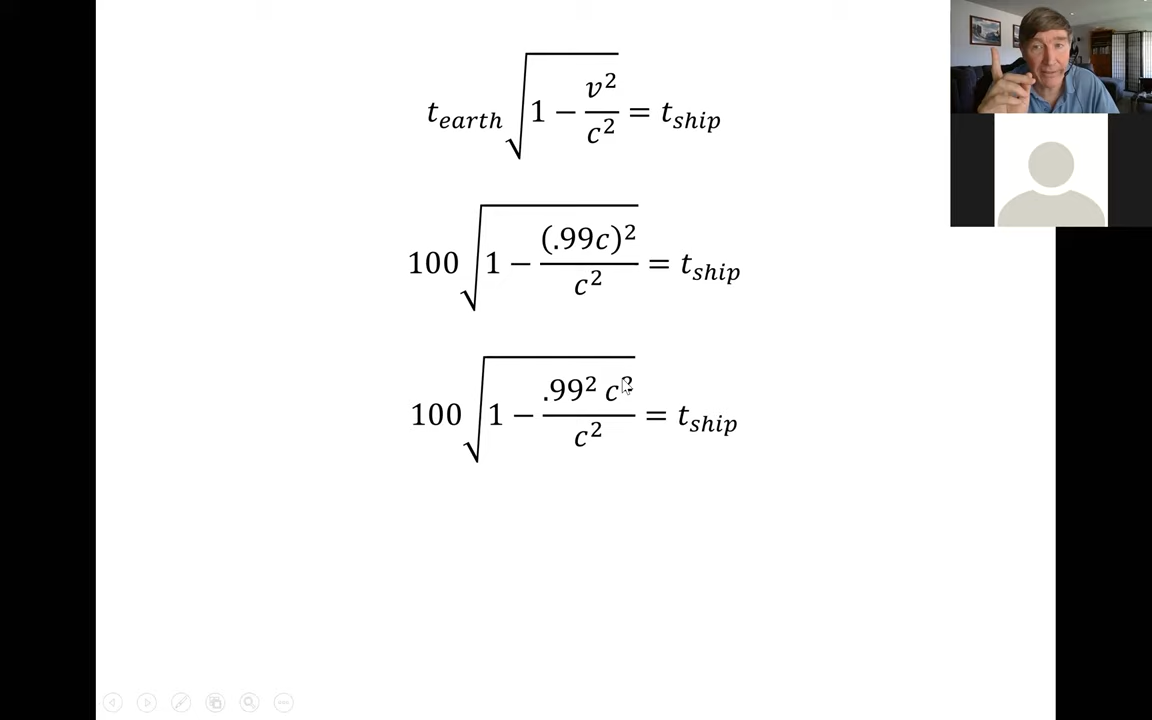 t_earth √(1 − v²/c²) = t_ship
100 √(1 − (.99c)²/c²) = t_ship
100 √(1 − .99² c²/c²) = t_ship